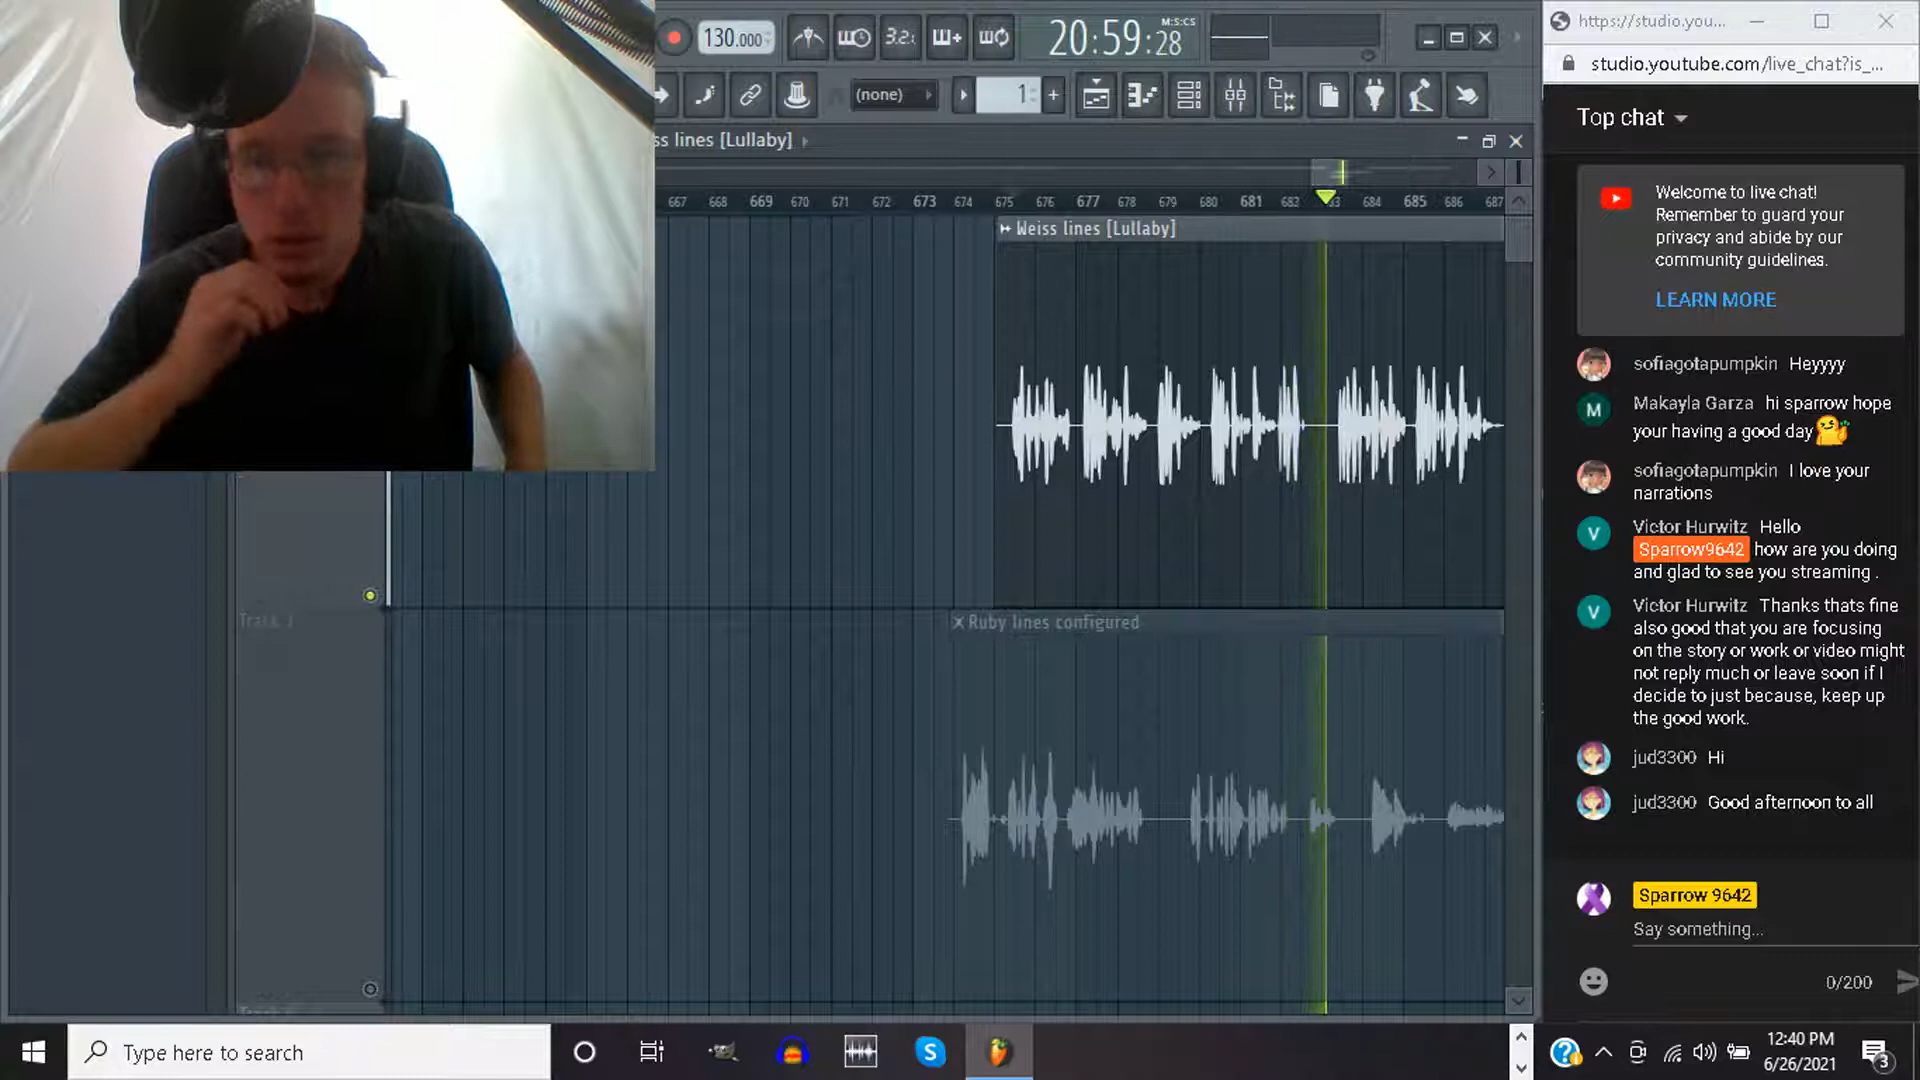 130.000
3.2:
20:59:28
M:S:CS
https://studio.you...
studio.youtube.com/live_chat?is_...
(none)
1
+
ss lines [Lullaby]
Top chat
667 668 669 670 671 672 673 674 675 676 677 678 679 680 681 682 684 685 686 687
Weiss lines [Lullaby]
Welcome to live chat!
Remember to guard your
privacy and abide by our
community guidelines.
LEARN MORE
sofiagotapumpkin Heyyyy
M
Makayla Garza hi sparrow hope
your having a good day
sofiagotapumpkin I love your
narrations
V
Victor Hurwitz Hello
Sparrow9642 how are you doing
and glad to see you streaming .
V
Victor Hurwitz Thanks thats fine
also good that you are focusing
on the story or work or video might
not reply much or leave soon if I
decide to just because, keep up
the good work.
jud3300 Hi
jud3300 Good afternoon to all
Ruby lines configured
Sparrow 9642
Say something...
0/200
Type here to search
12:40 PM
6/26/2021
3